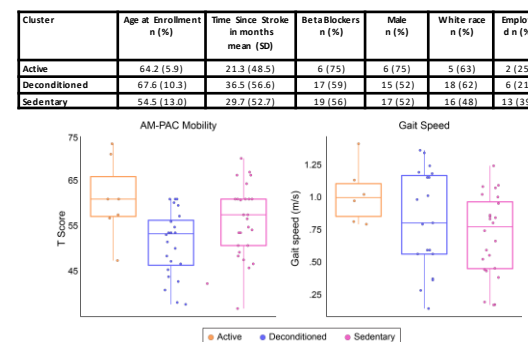 Cluster Age at Enrollment Time Since Stroke Beta Blockers Male White race Emplo
n (%) in months n (%) n (%) n (%) d n (%
mean (SD)
Active 64.2 (5.9) 21.3 (48.5) 6 (75) 6 (75) 5 (63) 2 (25
Deconditioned 67.6 (10.3) 36.5 (56.6) 17 (59) 15 (52) 18 (62) 6 (21
Sedentary 54.5 (13.0) 29.7 (52.7) 19 (56) 17 (52) 16 (48) 13 (39
AM-PAC Mobility Gait Speed
75
65
55
45
T Score
1.25
1.0
.75
.50
.25
Gait speed (m/s)
Active Deconditioned Sedentary